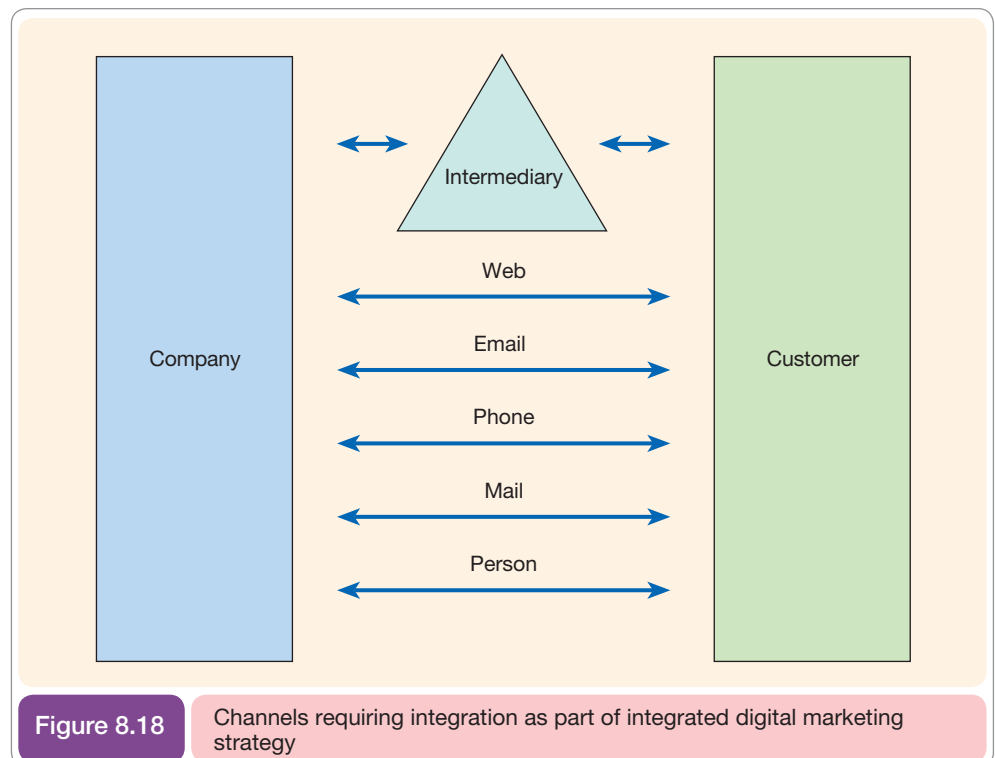 Intermediary
Web
Company
Email
Customer
Phone
Mail
Person
Figure 8.18
Channels requiring integration as part of integrated digital marketing
strategy